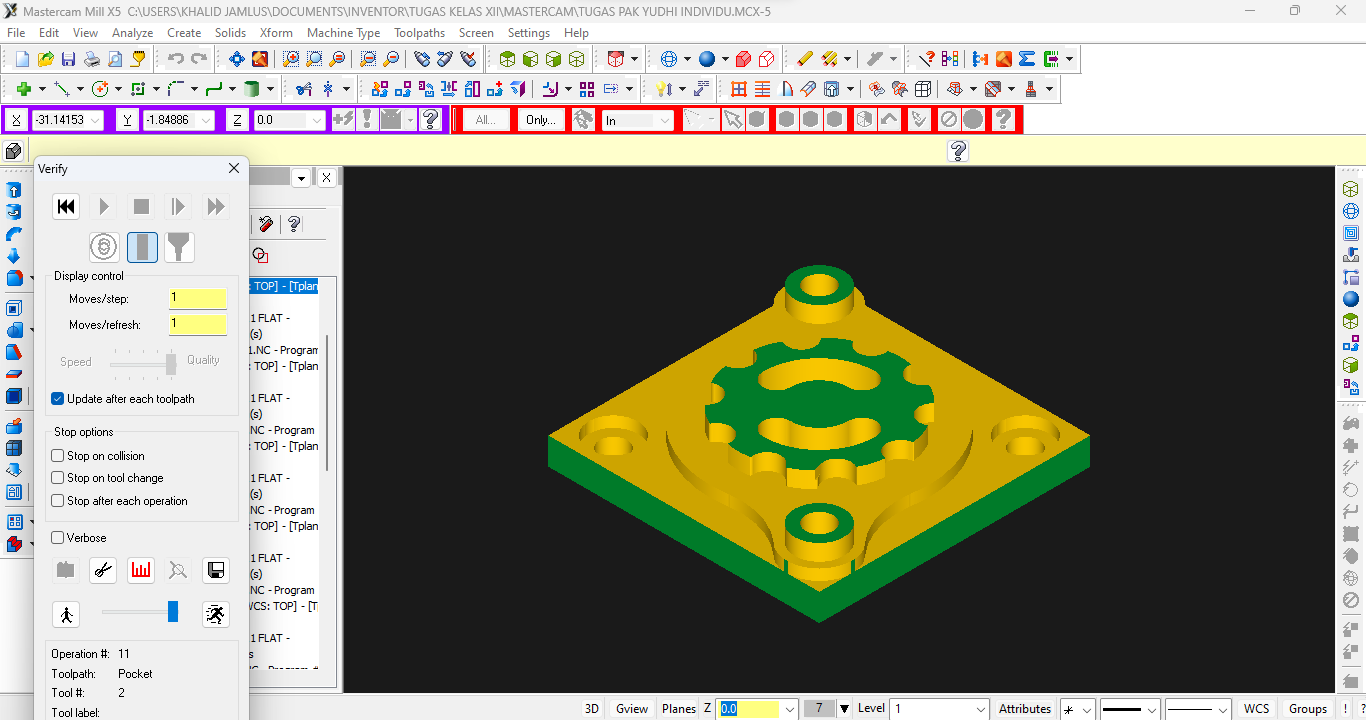 Mastercam Mill X5 C:\USERS\KHALID JAMLUS\DOCUMENTS\INVENTOR\TUGAS KELAS XII\MASTERCAM\TUGAS PAK YUDHI INDIVIDU.MCX-5
File Edit View Analyze Create Solids Xform Machine Type Toolpaths Screen Settings Help
X -31.14153 Y -1.84886 Z 0.0 All... Only... In
Verify
Display control
Moves/step: 1
Moves/refresh: 1
Speed Quality
Update after each toolpath
Stop options
Stop on collision
Stop on tool change
Stop after each operation
Verbose
Operation #: 11
Toolpath: Pocket
Tool #: 2
Tool label:
: TOP] - [Tplan
1 FLAT -
(s)
1.NC - Program
: TOP] - [Tplan
1 FLAT -
(s)
NC - Program
: TOP] - [Tplan
1 FLAT -
(s)
NC - Program
: TOP] - [Tplan
1 FLAT -
(s)
NC - Program
WCS: TOP] - [T
1 FLAT -
s
3D Gview Planes Z 0.0 7 Level 1 Attributes WCS Groups ! ?